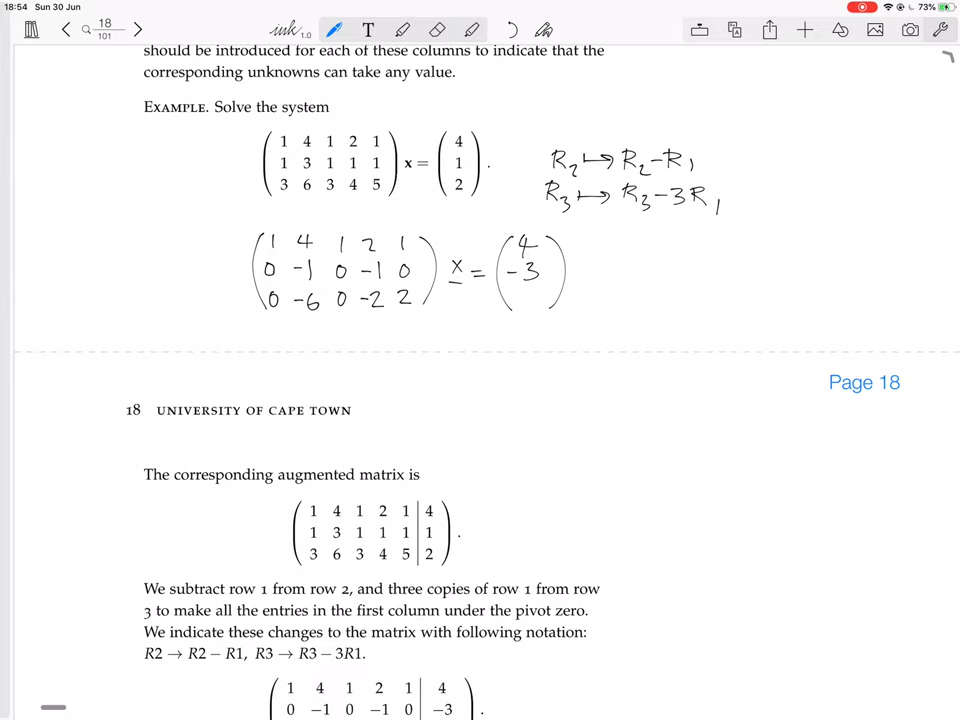 18:54 Sun 30 Jun 73%
18
101
ink 1.0 T
should be introduced for each of these columns to indicate that the
corresponding unknowns can take any value.
EXAMPLE. Solve the system
1 4 1 2 1 4
1 3 1 1 1 x = 1 .
3 6 3 4 5 2
R₂ ↦ R₂ - R₁
R₃ ↦ R₃ - 3R₁
1 4 1 2 1 4
0 -1 0 -1 0 x = -3
0 -6 0 -2 2
Page 18
18 UNIVERSITY OF CAPE TOWN
The corresponding augmented matrix is
1 4 1 2 1 | 4
1 3 1 1 1 | 1 .
3 6 3 4 5 | 2
We subtract row 1 from row 2, and three copies of row 1 from row
3 to make all the entries in the first column under the pivot zero.
We indicate these changes to the matrix with following notation:
R2 → R2 − R1, R3 → R3 − 3R1.
1 4 1 2 1 | 4
0 −1 0 −1 0 | −3 .